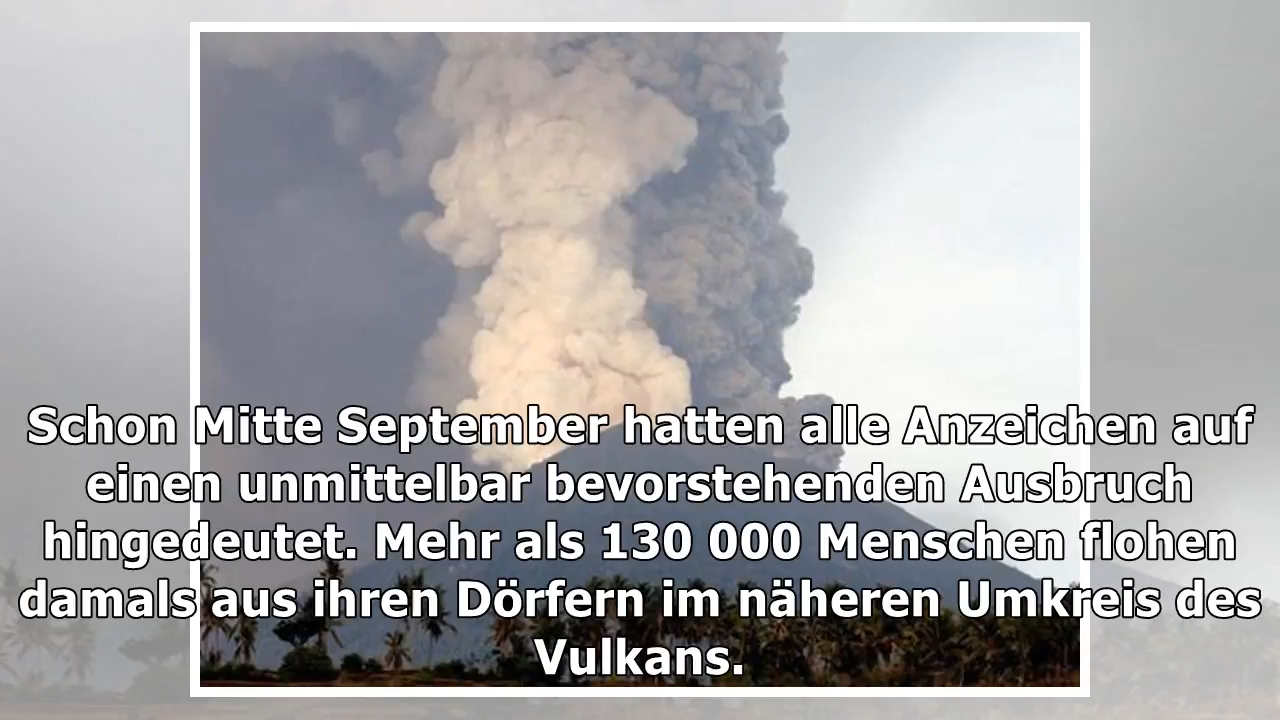 Schon Mitte September hatten alle Anzeichen auf
einen unmittelbar bevorstehenden Ausbruch
hingedeutet. Mehr als 130 000 Menschen flohen
damals aus ihren Dörfern im näheren Umkreis des
Vulkans.